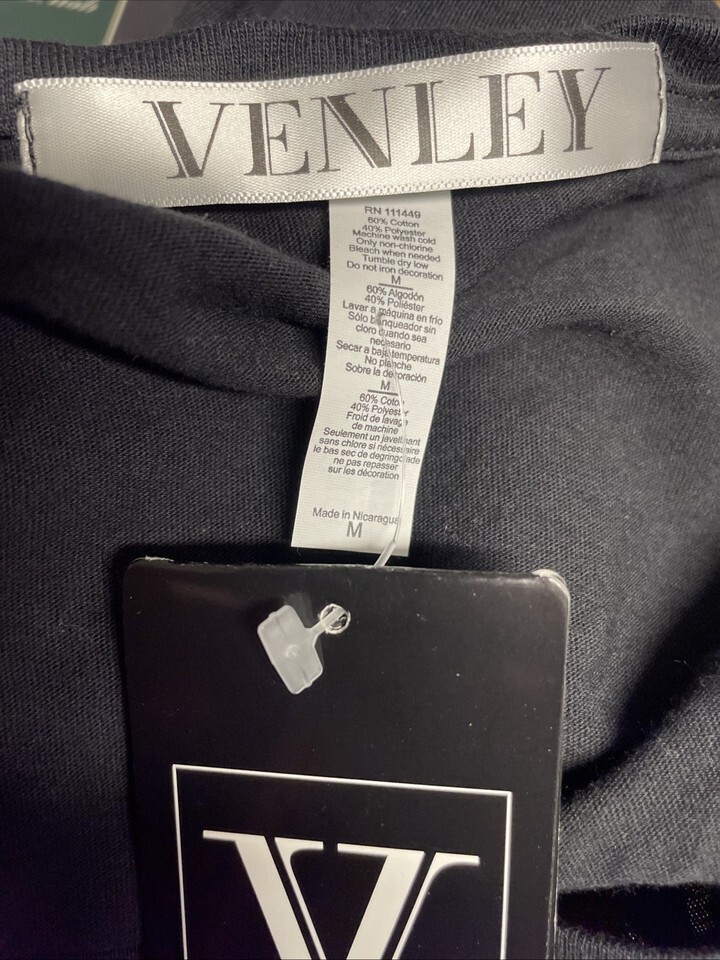 VENLEY
RN 111449
60% Cotton
40% Polyester
Machine wash cold
Only non-chlorine
Bleach when needed
Tumble dry low
Do not iron decoration
M
60% Algodón
40% Poliéster
Lavar a máquina en frío
Sólo blanqueador sin
cloro cuando sea
necesario
Secar a baja temperatura
No planche
Sobre la decoración
M
60% Coton
40% Polyester
Froid de lavage
de machine
Seulement un javellisant
sans chlore si nécessaire
le bas sec de degringolade
ne pas repasser
sur les décoration
Made in Nicaragua
M
V